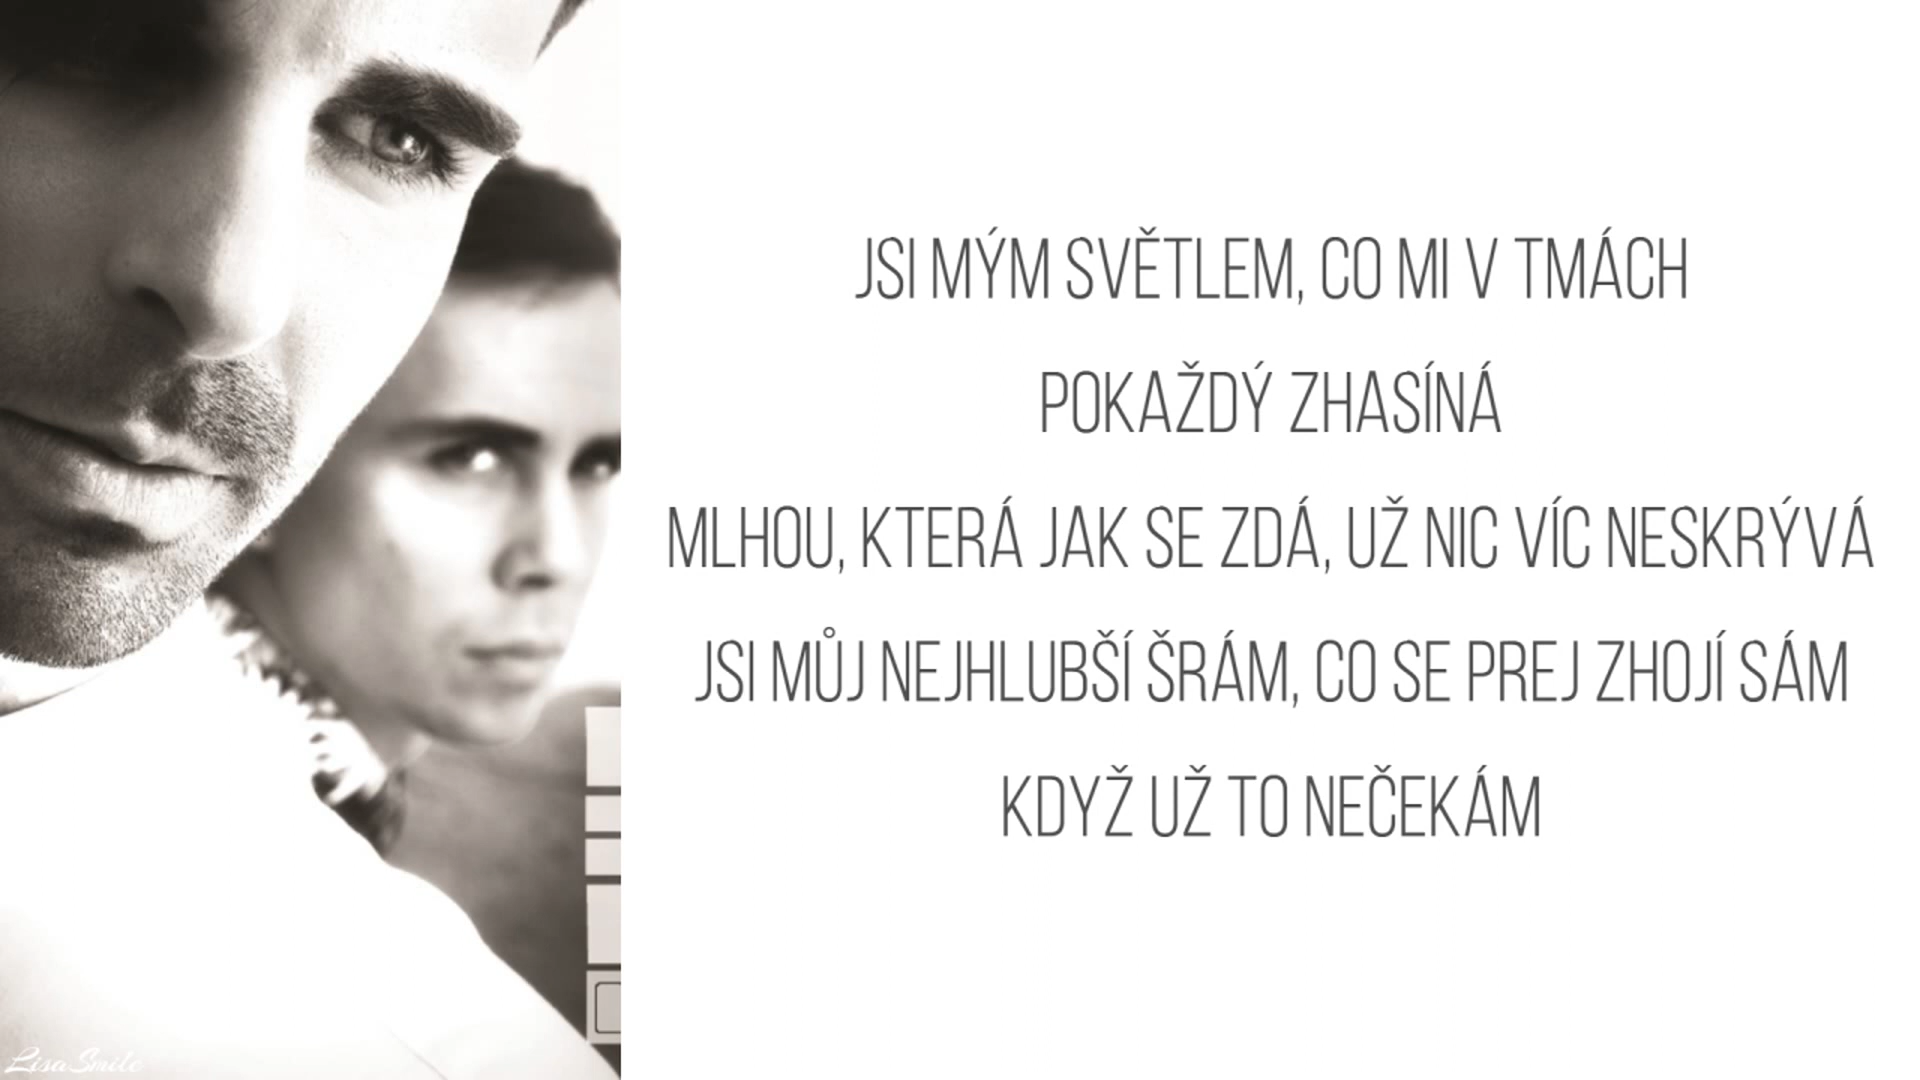 JSI MÝM SVĚTLEM, CO MI V TMÁCH
POKAŽDÝ ZHASÍNÁ
MLHOU, KTERÁ JAK SE ZDÁ, UŽ NIC VÍC NESKRÝVÁ
JSI MŮJ NEJHLUBŠÍ ŠRÁM, CO SE PREJ ZHOJÍ SÁM
KDYŽ UŽ TO NEČEKÁM
LisaSmile